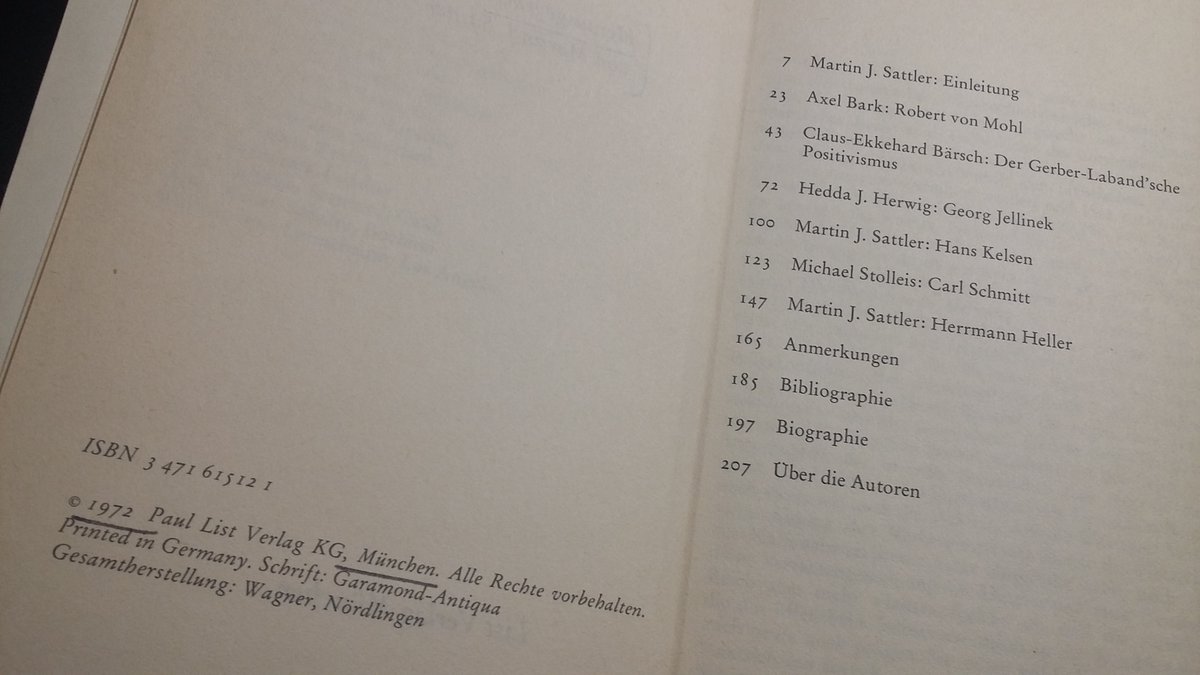 ISBN 3 471 61512 1
© 1972 Paul List Verlag KG, München. Alle Rechte vorbehalten.
Printed in Germany. Schrift: Garamond-Antiqua
Gesamtherstellung: Wagner, Nördlingen
7 Martin J. Sattler: Einleitung
23 Axel Bark: Robert von Mohl
43 Claus-Ekkehard Bärsch: Der Gerber-Laband'sche
Positivismus
72 Hedda J. Herwig: Georg Jellinek
100 Martin J. Sattler: Hans Kelsen
123 Michael Stolleis: Carl Schmitt
147 Martin J. Sattler: Herrmann Heller
165 Anmerkungen
185 Bibliographie
197 Biographie
207 Über die Autoren